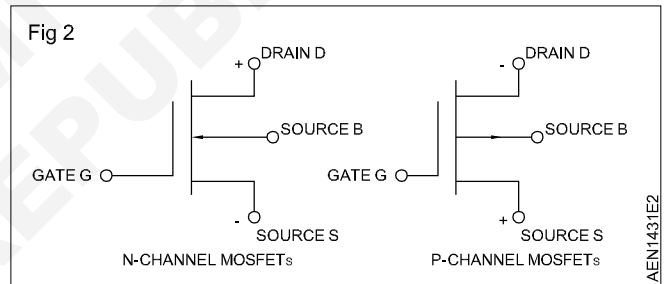 Fig 2
+ DRAIN D
SOURCE B
GATE G
-
SOURCE S
N-CHANNEL MOSFETs
- DRAIN D
SOURCE B
GATE G
+
SOURCE S
P-CHANNEL MOSFETs
AEN1431E2